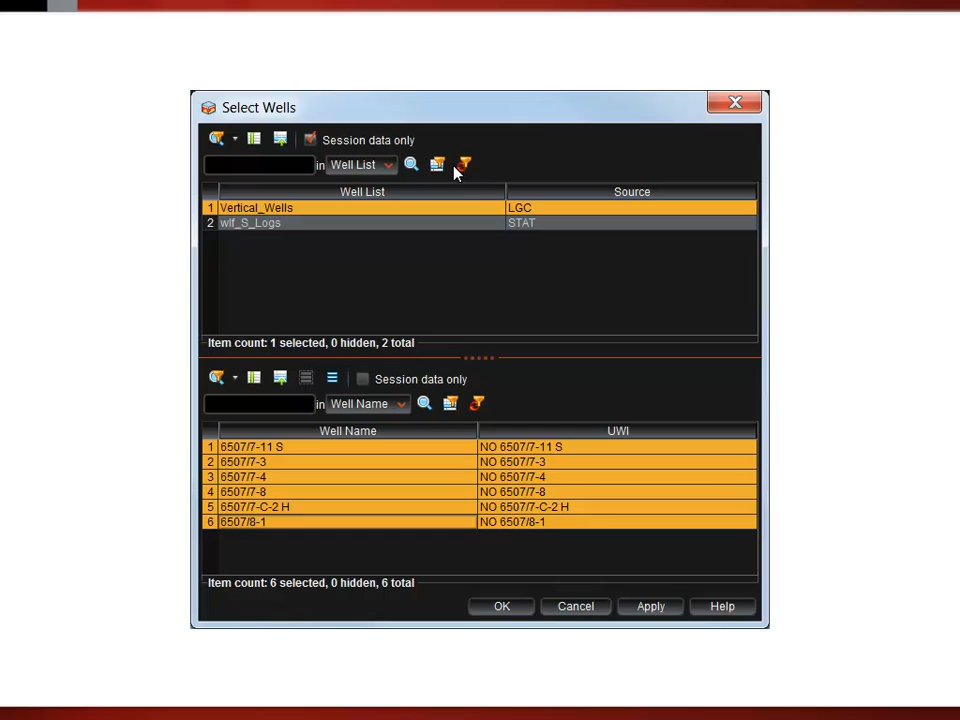 Select Wells
Session data only
in Well List
Well List Source
1 Vertical_Wells LGC
2 wlf_S_Logs STAT
Item count: 1 selected, 0 hidden, 2 total
Session data only
in Well Name
Well Name UWI
1 6507/7-11 S NO 6507/7-11 S
2 6507/7-3 NO 6507/7-3
3 6507/7-4 NO 6507/7-4
4 6507/7-8 NO 6507/7-8
5 6507/7-C-2 H NO 6507/7-C-2 H
6 6507/8-1 NO 6507/8-1
Item count: 6 selected, 0 hidden, 6 total
OK Cancel Apply Help